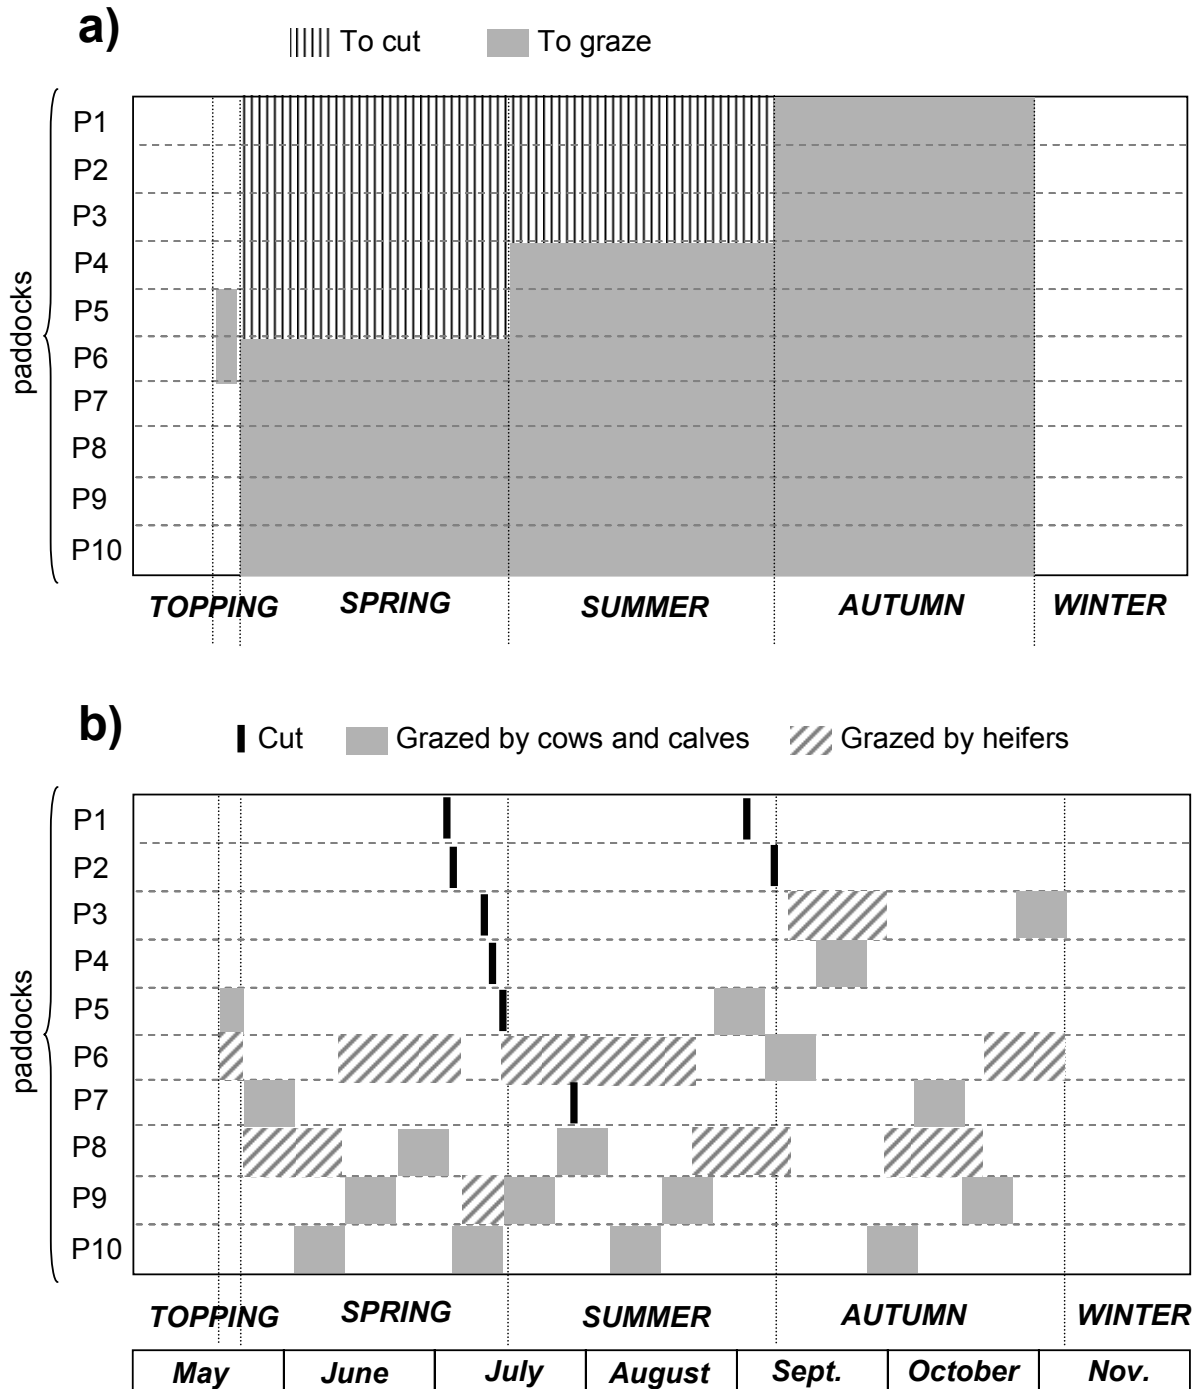 a)
To cut To graze
paddocks
P1
P2
P3
P4
P5
P6
P7
P8
P9
P10
TOPPING SPRING SUMMER AUTUMN WINTER
b)
Cut Grazed by cows and calves Grazed by heifers
paddocks
P1
P2
P3
P4
P5
P6
P7
P8
P9
P10
TOPPING SPRING SUMMER AUTUMN WINTER
May June July August Sept. October Nov.